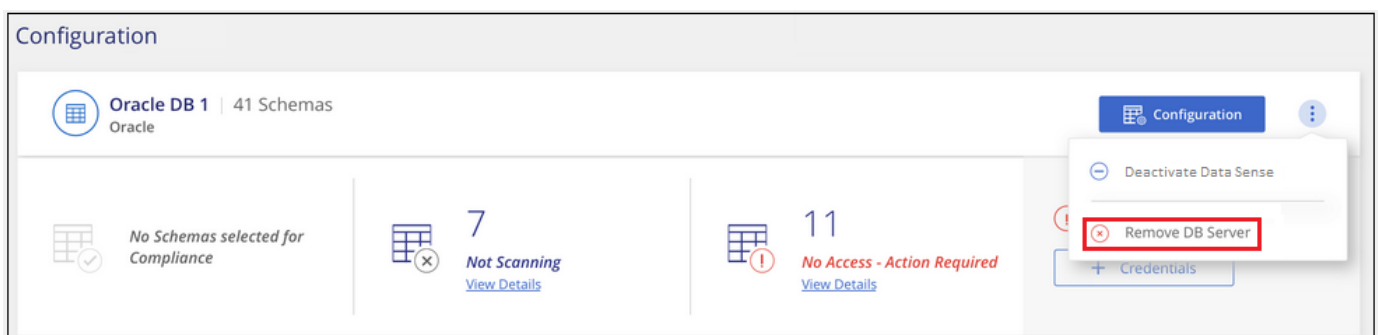 Configuration
Oracle DB 1 | 41 Schemas
Oracle
Configuration
Deactivate Data Sense
Remove DB Server
No Schemas selected for
Compliance
7
Not Scanning
View Details
11
No Access - Action Required
View Details
+ Credentials